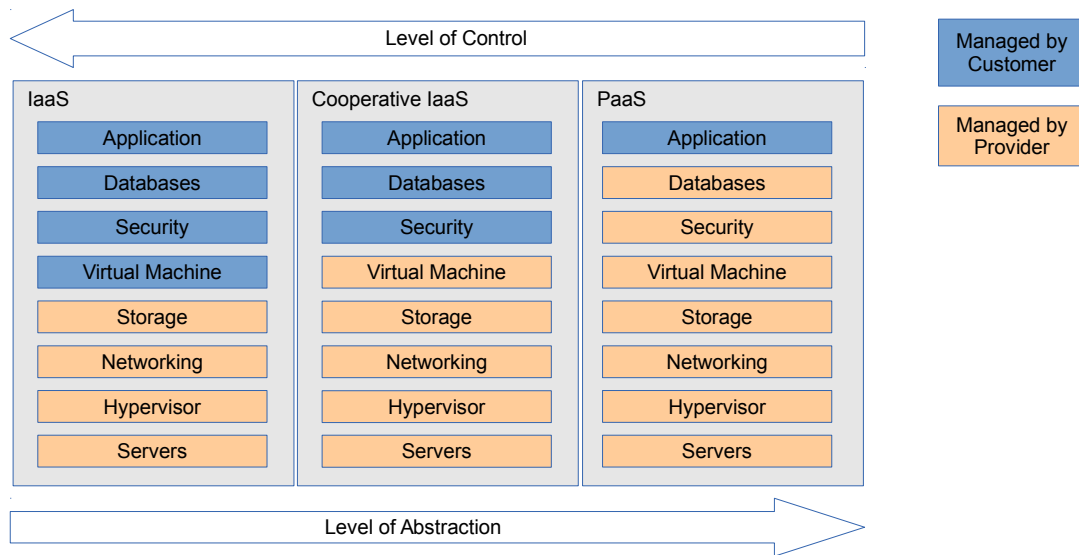 Level of Control
Managed by
Customer
Managed by
Provider
IaaS
Application
Databases
Security
Virtual Machine
Storage
Networking
Hypervisor
Servers
Cooperative IaaS
Application
Databases
Security
Virtual Machine
Storage
Networking
Hypervisor
Servers
PaaS
Application
Databases
Security
Virtual Machine
Storage
Networking
Hypervisor
Servers
Level of Abstraction